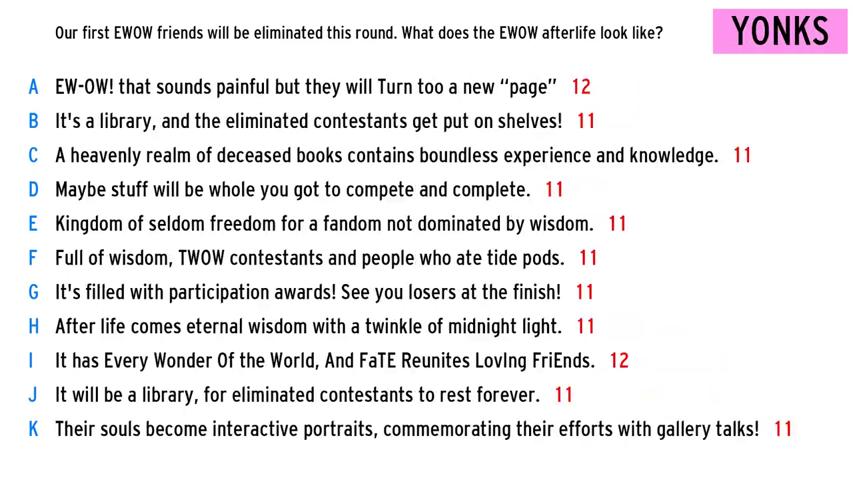 Our first EWOW friends will be eliminated this round. What does the EWOW afterlife look like?
YONKS
A EW-OW! that sounds painful but they will Turn too a new “page” 12
B It's a library, and the eliminated contestants get put on shelves! 11
C A heavenly realm of deceased books contains boundless experience and knowledge. 11
D Maybe stuff will be whole you got to compete and complete. 11
E Kingdom of seldom freedom for a fandom not dominated by wisdom. 11
F Full of wisdom, TWOW contestants and people who ate tide pods. 11
G It's filled with participation awards! See you losers at the finish! 11
H After life comes eternal wisdom with a twinkle of midnight light. 11
I It has Every Wonder Of the World, And FaTE Reunites LovIng FriEnds. 12
J It will be a library, for eliminated contestants to rest forever. 11
K Their souls become interactive portraits, commemorating their efforts with gallery talks! 11